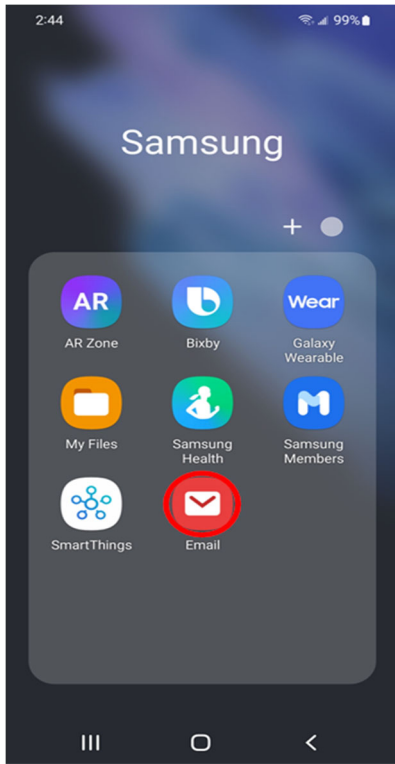 2:44
99%
Samsung
AR
Wear
AR Zone
Bixby
Galaxy
Wearable
My Files
Samsung
Health
Samsung
Members
SmartThings
Email